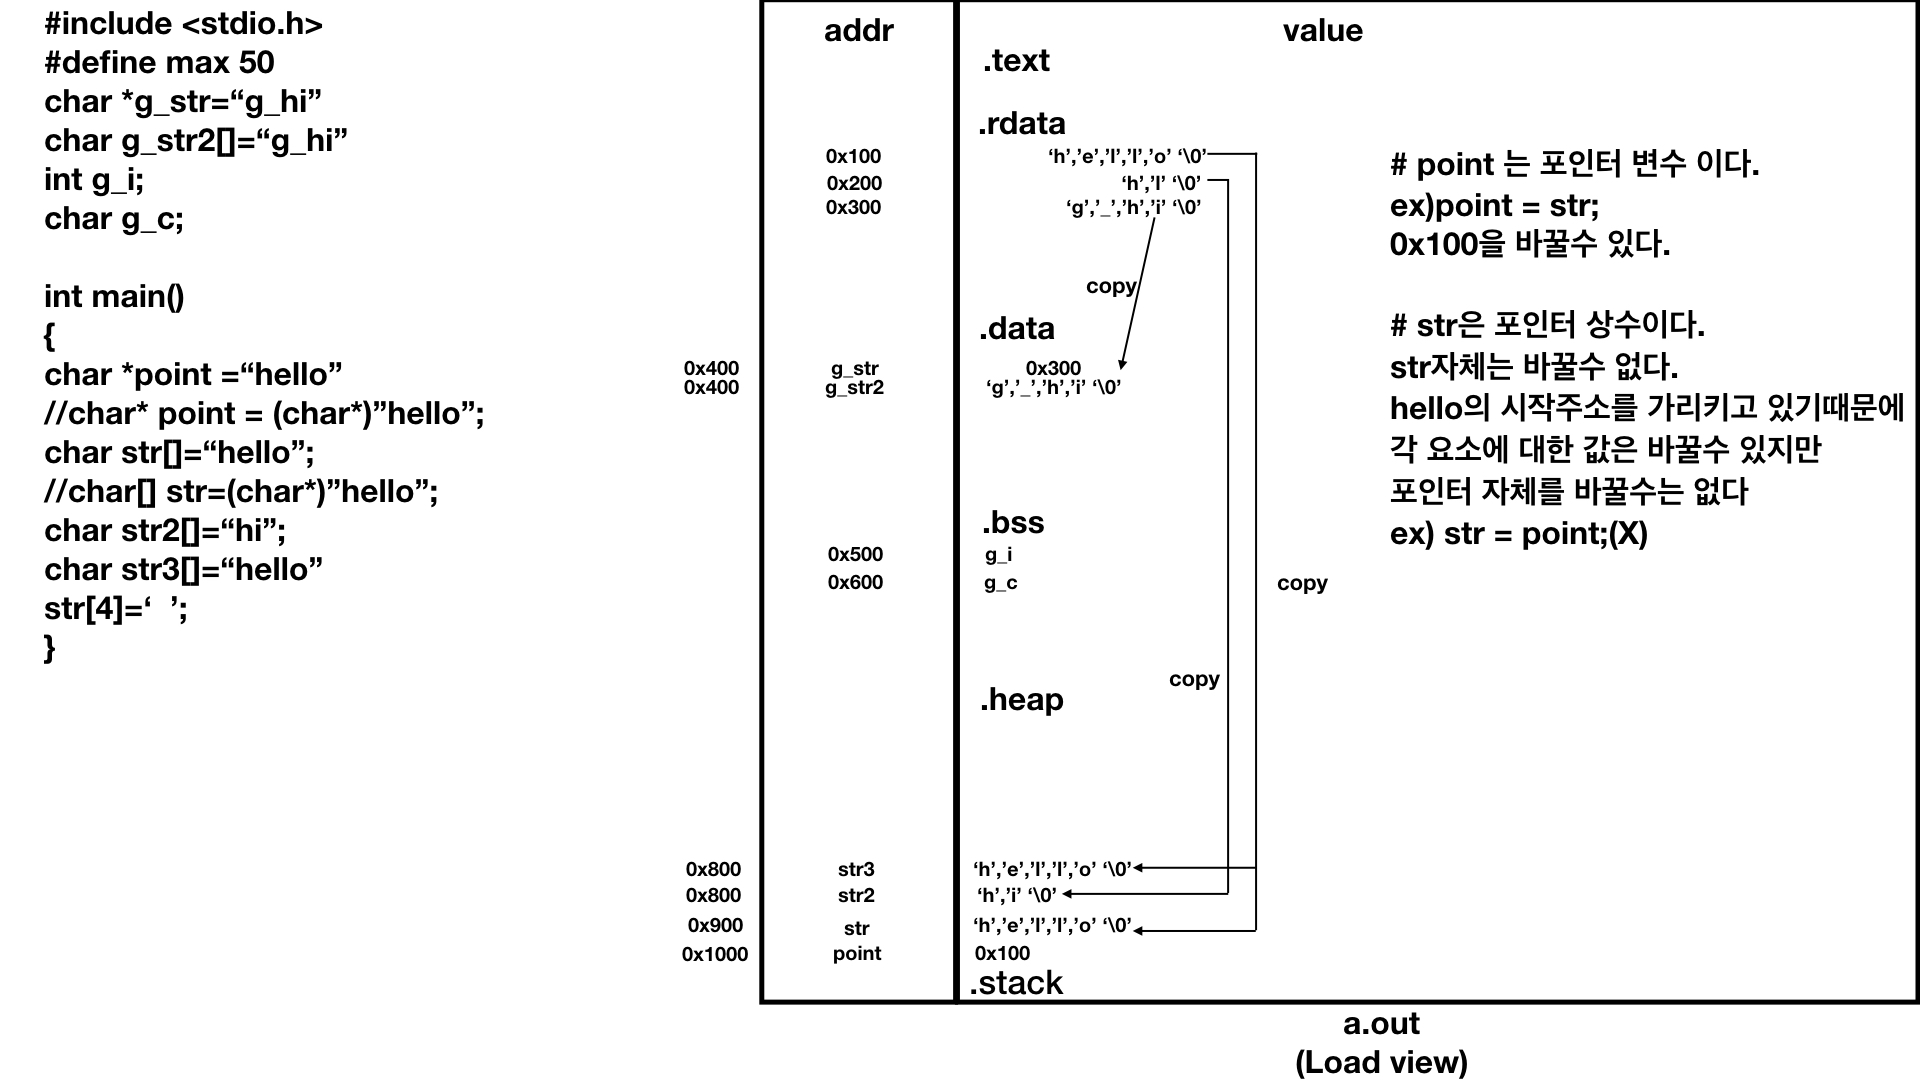 #include <stdio.h>
#define max 50
char *g_str=“g_hi”
char g_str2[]=“g_hi”
int g_i;
char g_c;
int main()
{
char *point =“hello”
//char* point = (char*)”hello”;
char str[]=“hello”;
//char[] str=(char*)”hello”;
char str2[]=“hi”;
char str3[]=“hello”
str[4]=‘  ’;
}
addr
value
.text
.rdata
0x100 ‘h’,’e’,’l’,’l’,’o’ ‘\0’
0x200 ‘h’,’l’ ‘\0’
0x300 ‘g’,’_’,’h’,’i’ ‘\0’
copy
.data
0x400 g_str 0x300
0x400 g_str2 ‘g’,’_’,’h’,’i’ ‘\0’
.bss
0x500 g_i
0x600 g_c
copy
copy
.heap
0x800 str3 ‘h’,’e’,’l’,’l’,’o’ ‘\0’
0x800 str2 ‘h’,’i’ ‘\0’
0x900 str ‘h’,’e’,’l’,’l’,’o’ ‘\0’
0x1000 point 0x100
.stack
# point 는 포인터 변수 이다.
ex)point = str;
0x100을 바꿀수 있다.
# str은 포인터 상수이다.
str자체는 바꿀수 없다.
hello의 시작주소를 가리키고 있기때문에
각 요소에 대한 값은 바꿀수 있지만
포인터 자체를 바꿀수는 없다
ex) str = point;(X)
a.out
(Load view)